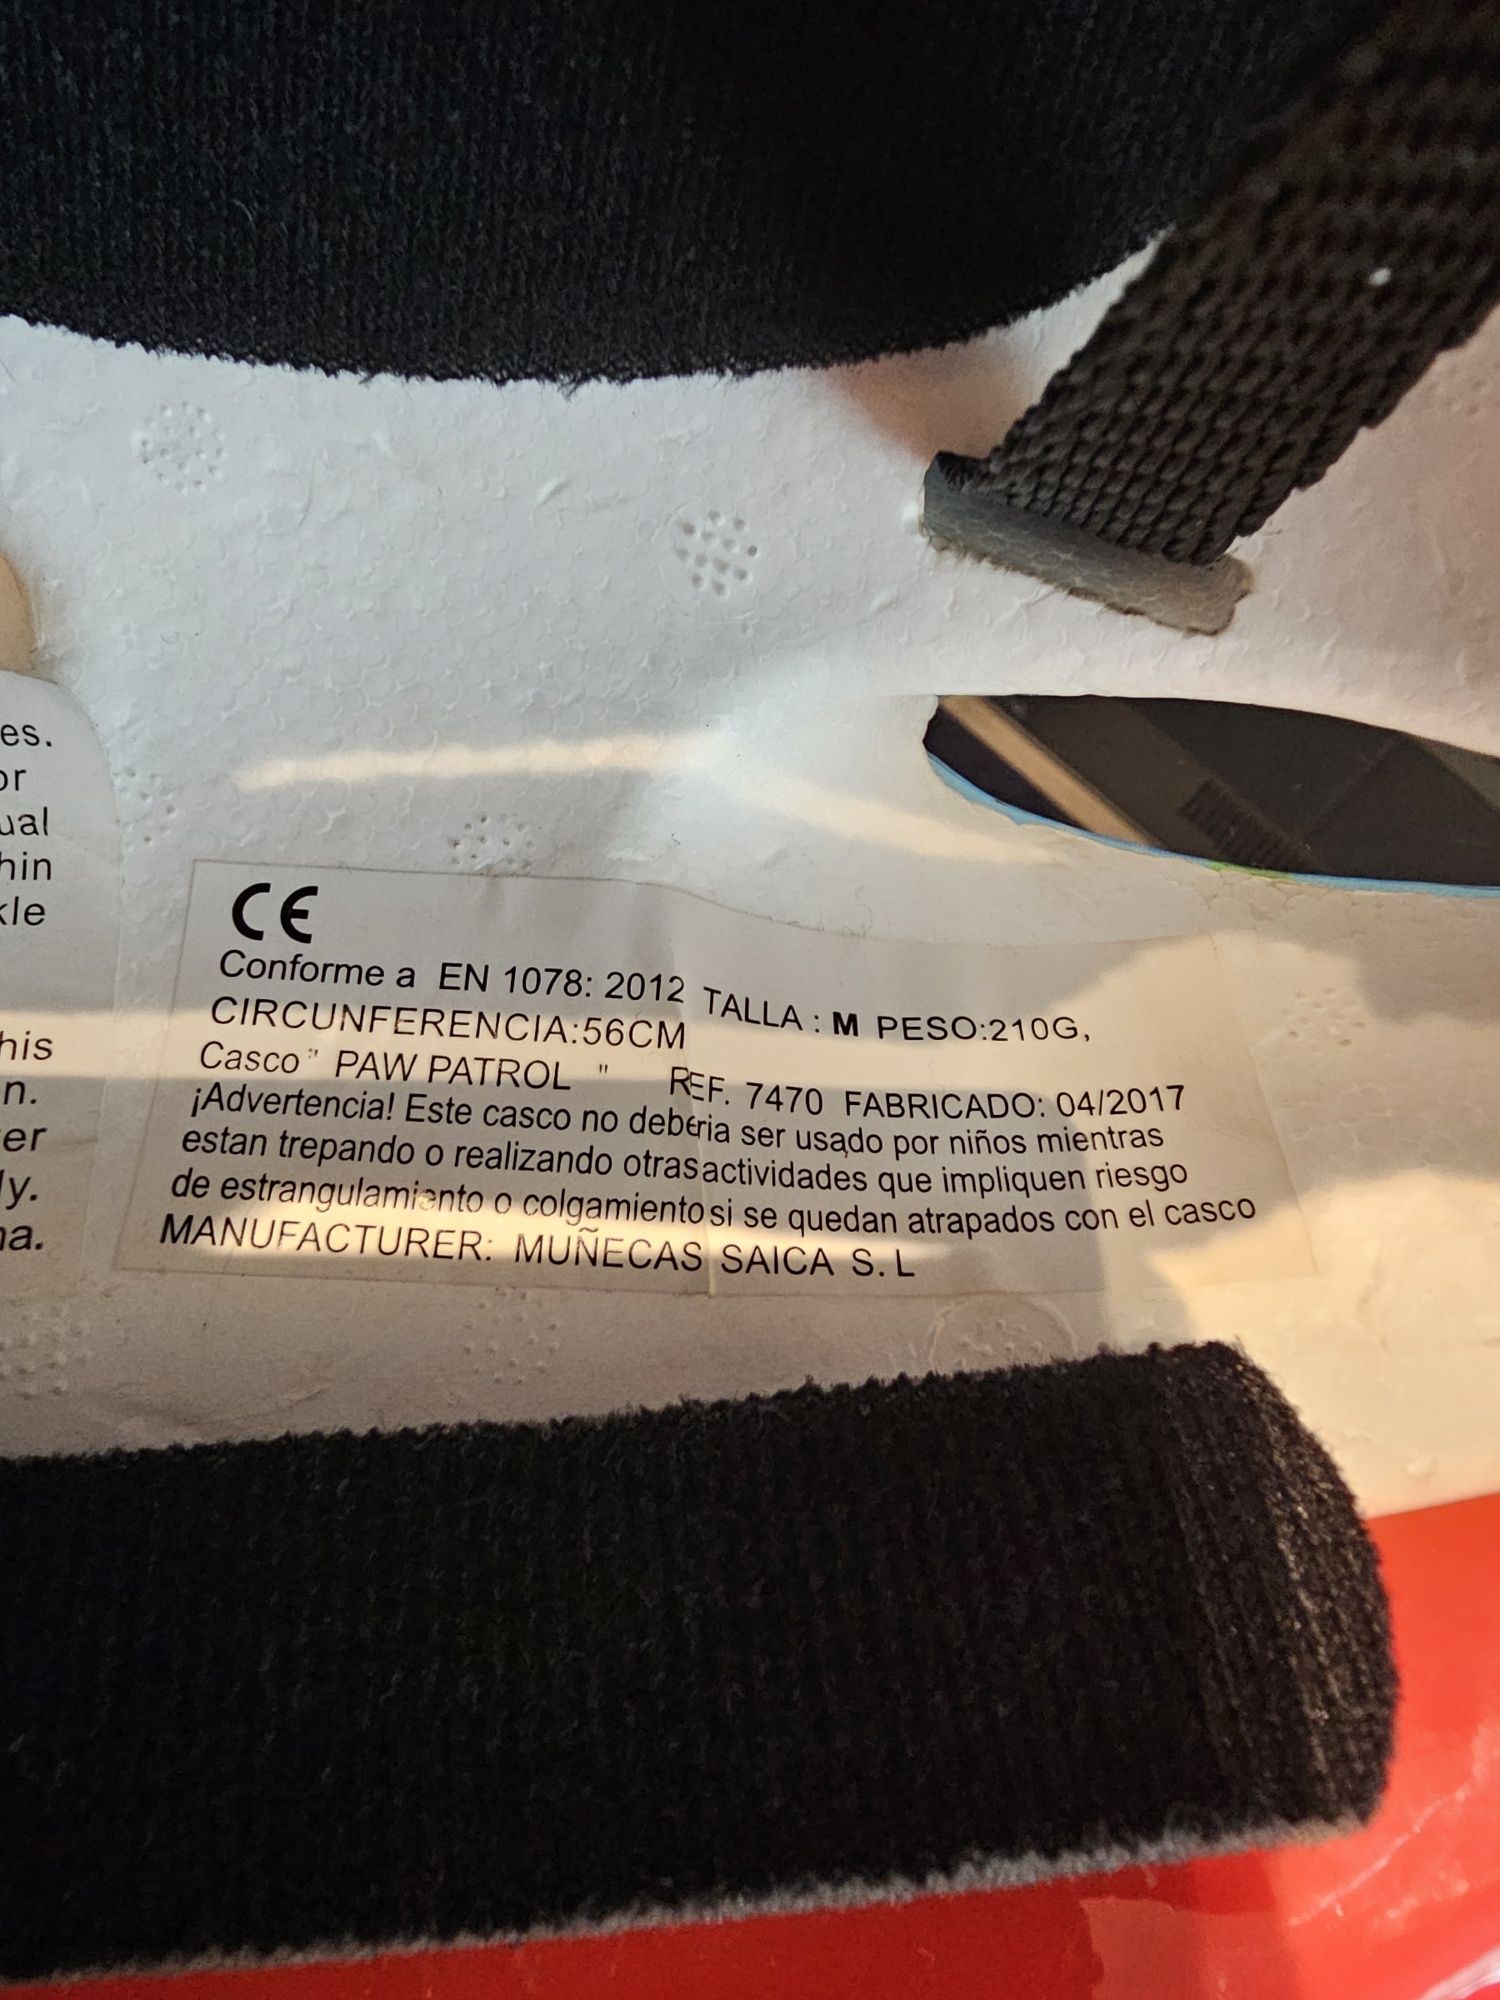 es.
or
ual
hin
kle
his
n.
er
ly.
na.
CE
Conforme a EN 1078: 2012 TALLA : M PESO:210G,
CIRCUNFERENCIA:56CM
Casco " PAW PATROL " REF. 7470 FABRICADO: 04/2017
¡Advertencia! Este casco no deberia ser usado por niños mientras
estan trepando o realizando otras actividades que impliquen riesgo
de estrangulamiento o colgamiento si se quedan atrapados con el casco
MANUFACTURER: MUÑECAS SAICA S. L